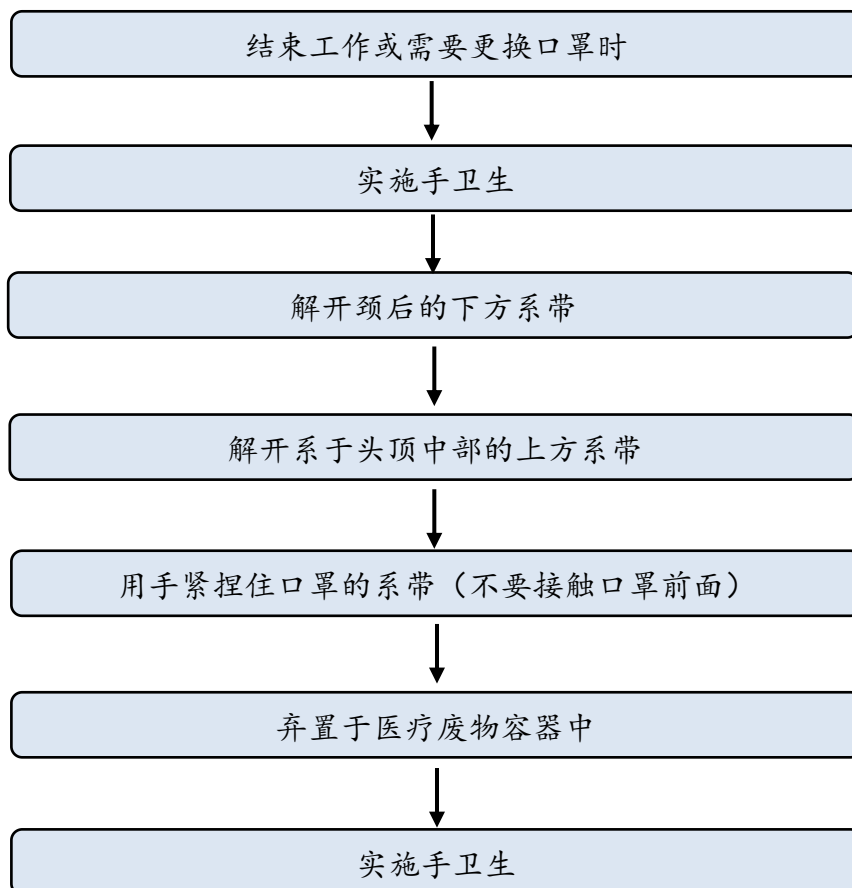 结束工作或需要更换口罩时
实施手卫生
解开颈后的下方系带
解开系于头顶中部的上方系带
用手紧捏住口罩的系带（不要接触口罩前面）
弃置于医疗废物容器中
实施手卫生